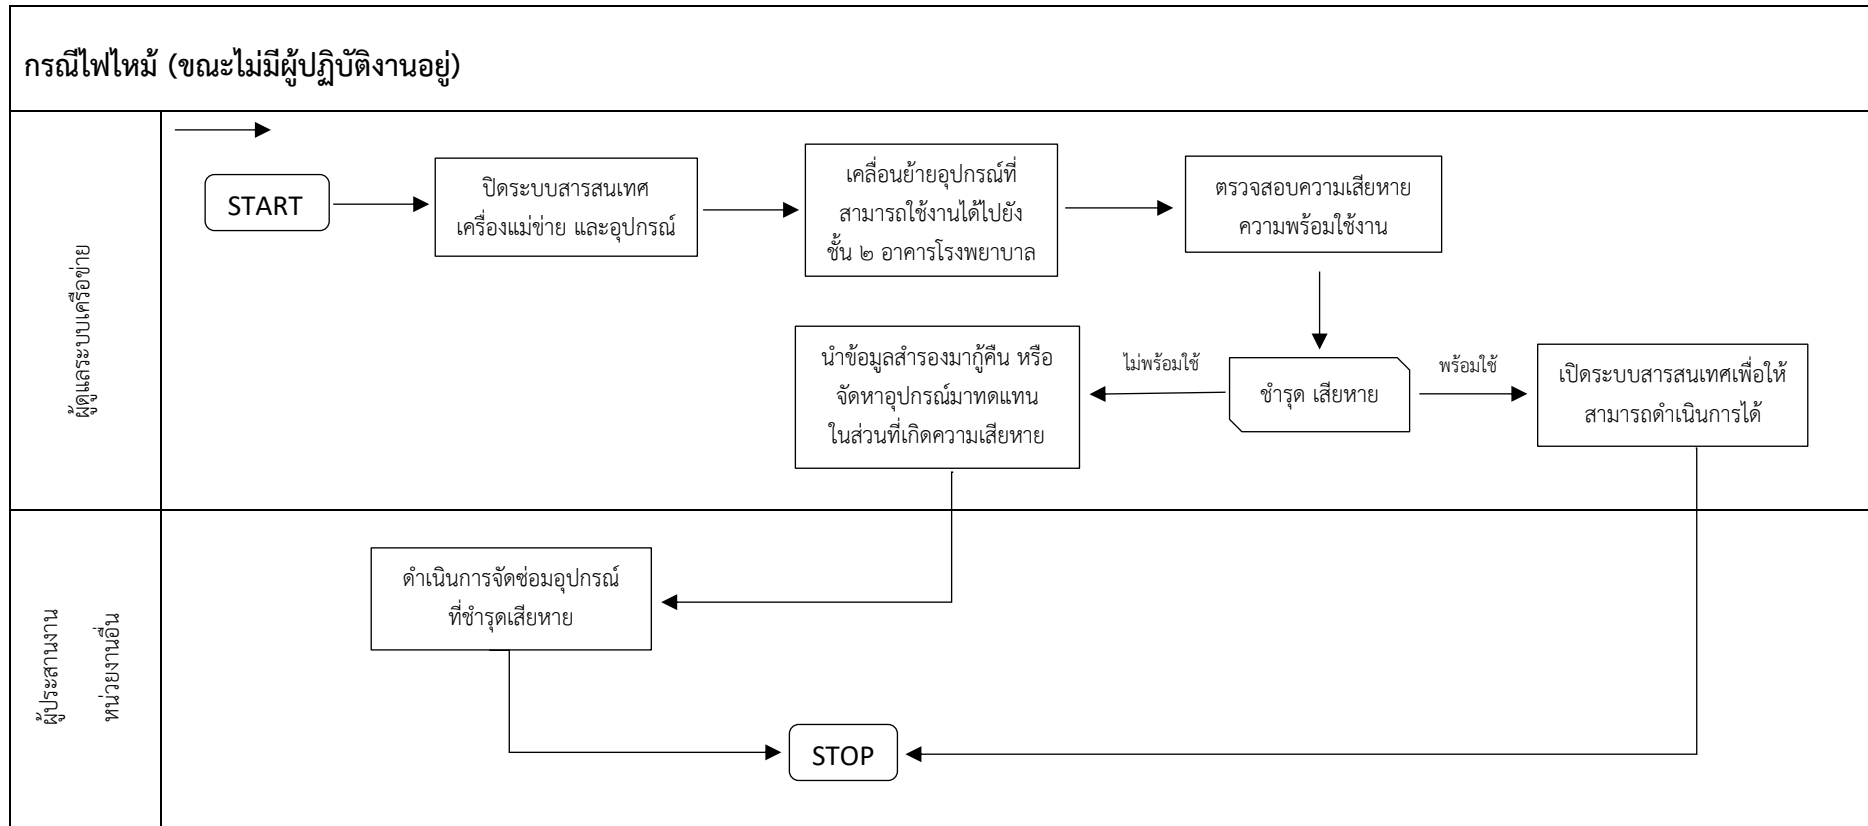 กรณีไฟไหม้ (ขณะไม่มีผู้ปฏิบัติงานอยู่)
ผู้ดูแลระบบเครือข่าย
START
ปิดระบบสารสนเทศ
เครื่องแม่ข่าย และอุปกรณ์
เคลื่อนย้ายอุปกรณ์ที่
สามารถใช้งานได้ไปยัง
ชั้น ๒ อาคารโรงพยาบาล
ตรวจสอบความเสียหาย
ความพร้อมใช้งาน
นำข้อมูลสำรองมากู้คืน หรือ
จัดหาอุปกรณ์มาทดแทน
ในส่วนที่เกิดความเสียหาย
ไม่พร้อมใช้
ชำรุด เสียหาย
พร้อมใช้
เปิดระบบสารสนเทศเพื่อให้
สามารถดำเนินการได้
ผู้ประสานงาน
หน่วยงานอื่น
ดำเนินการจัดซ่อมอุปกรณ์
ที่ชำรุดเสียหาย
STOP